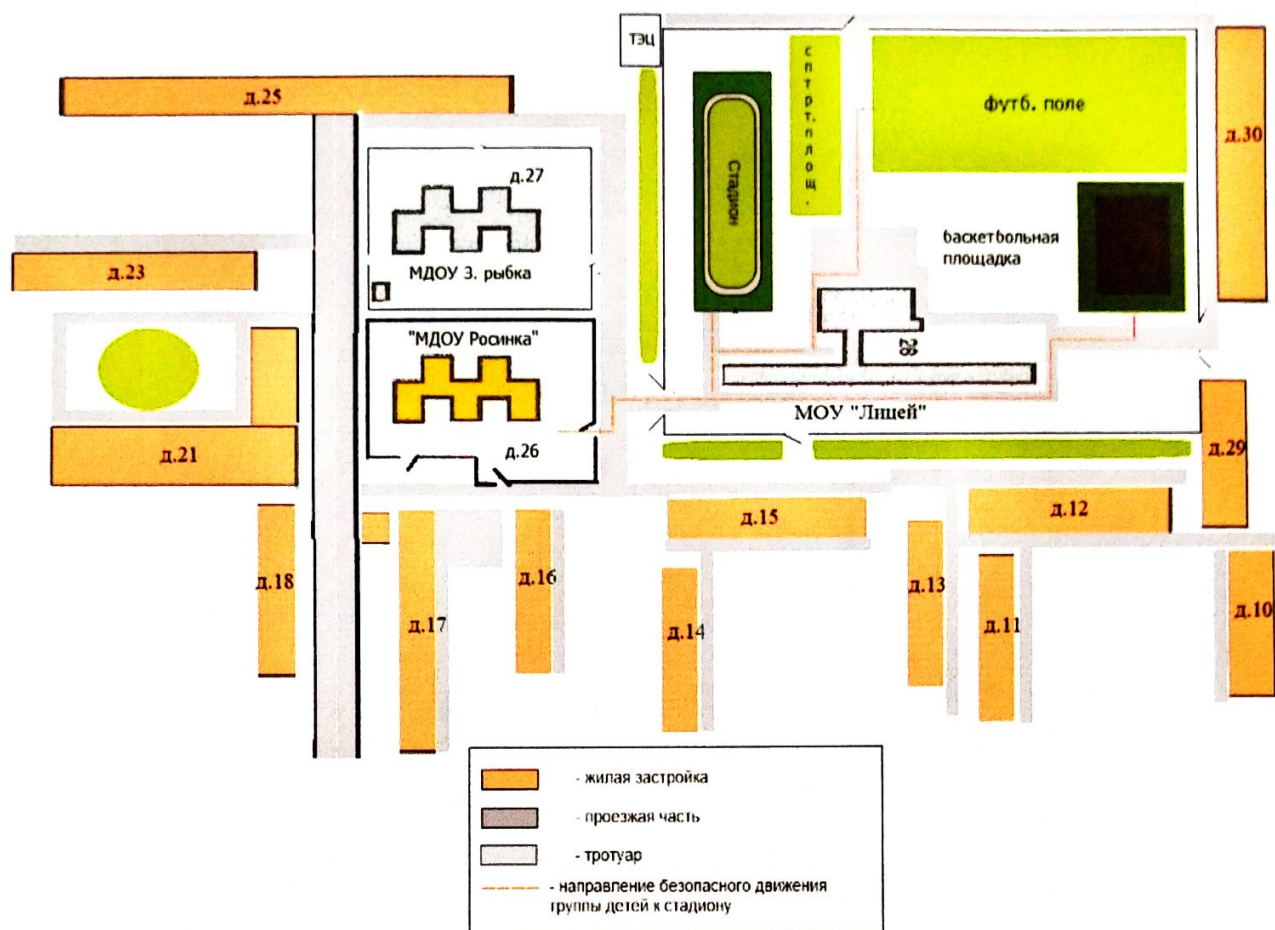 ТЭЦ
спtрт.площ.
футб. поле
д.25
Стадион
д.30
д.27
баскетбольная
площадка
МДОУ З. рыбка
д.23
"МДОУ Росинка"
28
МОУ "Лицей"
д.26
д.21
д.29
д.15
д.12
д.18
д.16
д.13
д.17
д.14
д.11
д.10
- жилая застройка
- проезжая часть
- тротуар
- направление безопасного движения
группы детей к стадиону